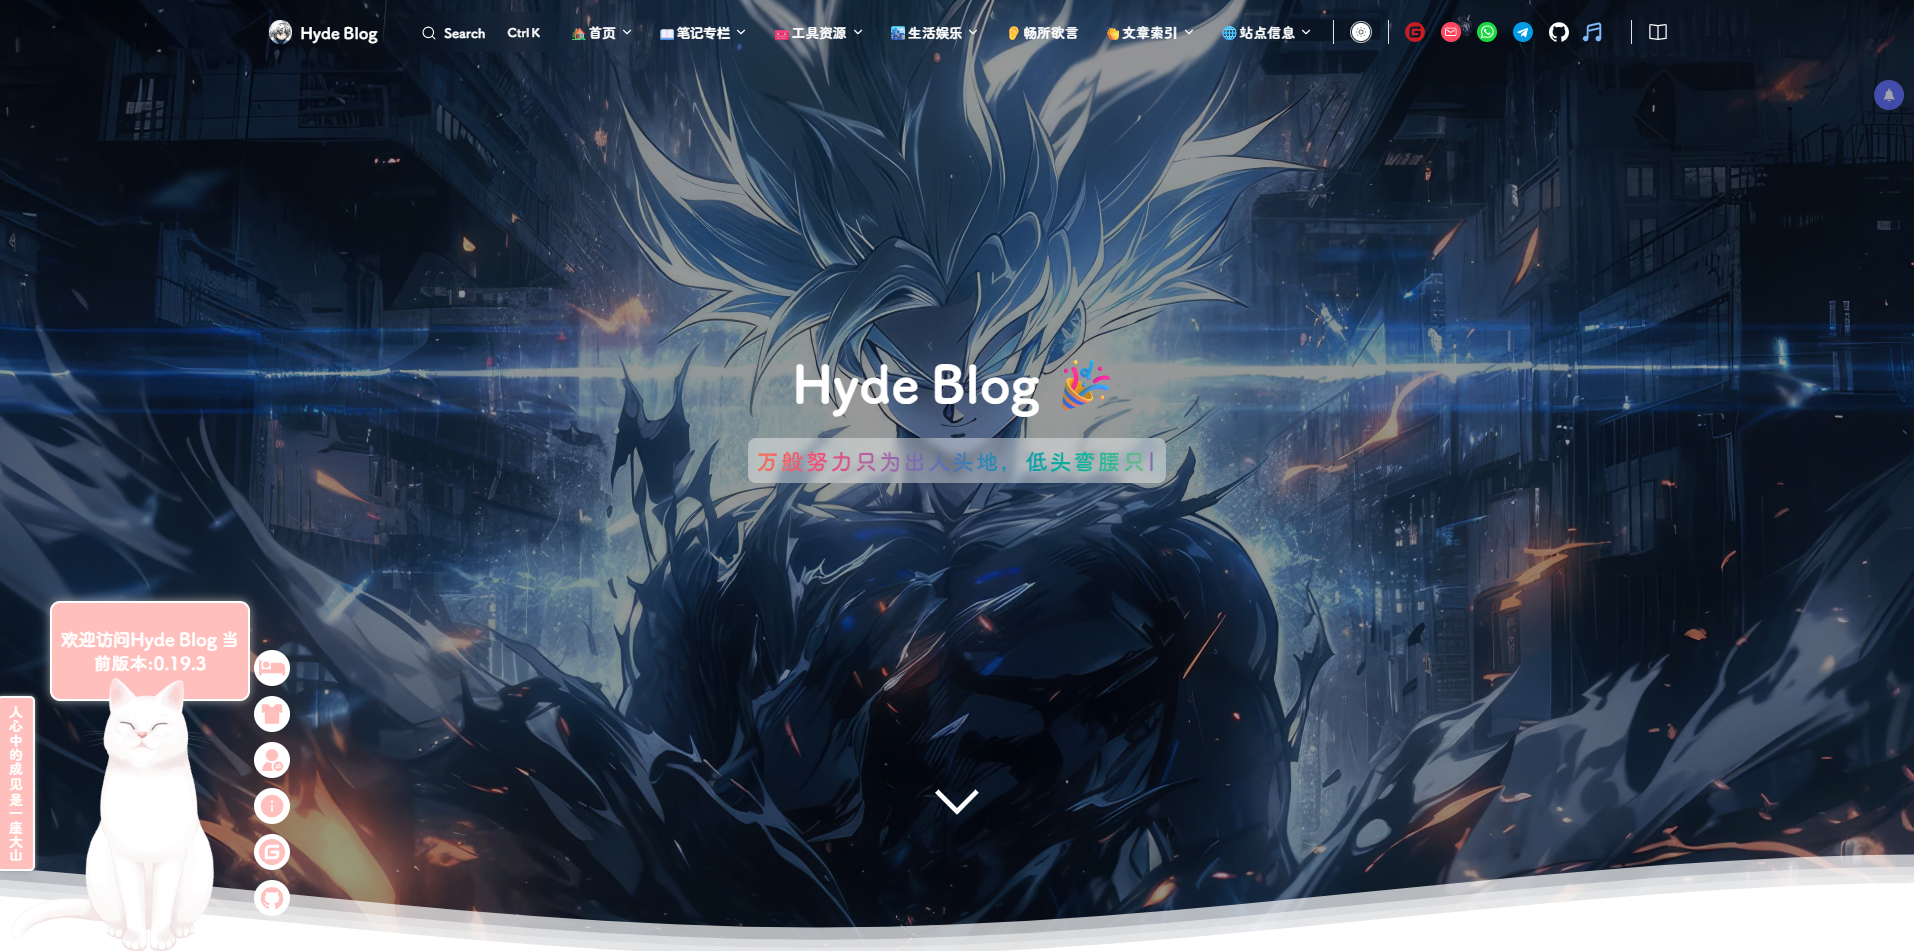 Hyde Blog
Search Ctrl K
首页
笔记专栏
工具资源
生活娱乐
畅所欲言
文章索引
站点信息
Hyde Blog 🎉
万般努力只为出人头地，低头弯腰只|
欢迎访问Hyde Blog 当
前版本:0.19.3
人心中的成见是一座大山